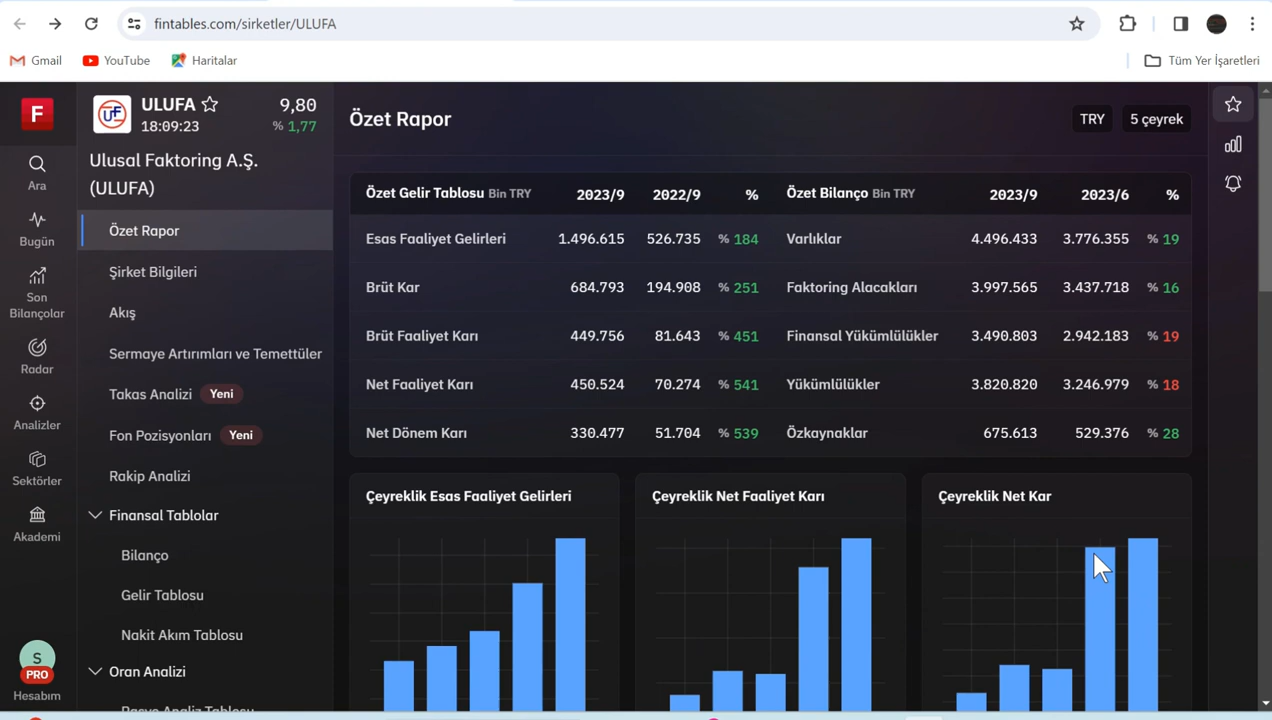 fintables.com/sirketler/ULUFA
Gmail
YouTube
Haritalar
Tüm Yer İşaretleri
F
Ara
Bugün
Son
Bilançolar
Radar
Analizler
Sektörler
Akademi
S
PRO
Hesabım
UF
ULUFA 9,80
18:09:23 % 1,77
Ulusal Faktoring A.Ş.
(ULUFA)
Özet Rapor
Şirket Bilgileri
Akış
Sermaye Artırımları ve Temettüler
Takas Analizi Yeni
Fon Pozisyonları Yeni
Rakip Analizi
Finansal Tablolar
Bilanço
Gelir Tablosu
Nakit Akım Tablosu
Oran Analizi
Rasyo Analiz Tablosu
Özet Rapor TRY 5 çeyrek
Özet Gelir Tablosu Bin TRY 2023/9 2022/9 %
Esas Faaliyet Gelirleri 1.496.615 526.735 % 184
Brüt Kar 684.793 194.908 % 251
Brüt Faaliyet Karı 449.756 81.643 % 451
Net Faaliyet Karı 450.524 70.274 % 541
Net Dönem Karı 330.477 51.704 % 539
Özet Bilanço Bin TRY 2023/9 2023/6 %
Varlıklar 4.496.433 3.776.355 % 19
Faktoring Alacakları 3.997.565 3.437.718 % 16
Finansal Yükümlülükler 3.490.803 2.942.183 % 19
Yükümlülükler 3.820.820 3.246.979 % 18
Özkaynaklar 675.613 529.376 % 28
Çeyreklik Esas Faaliyet Gelirleri
Çeyreklik Net Faaliyet Karı
Çeyreklik Net Kar